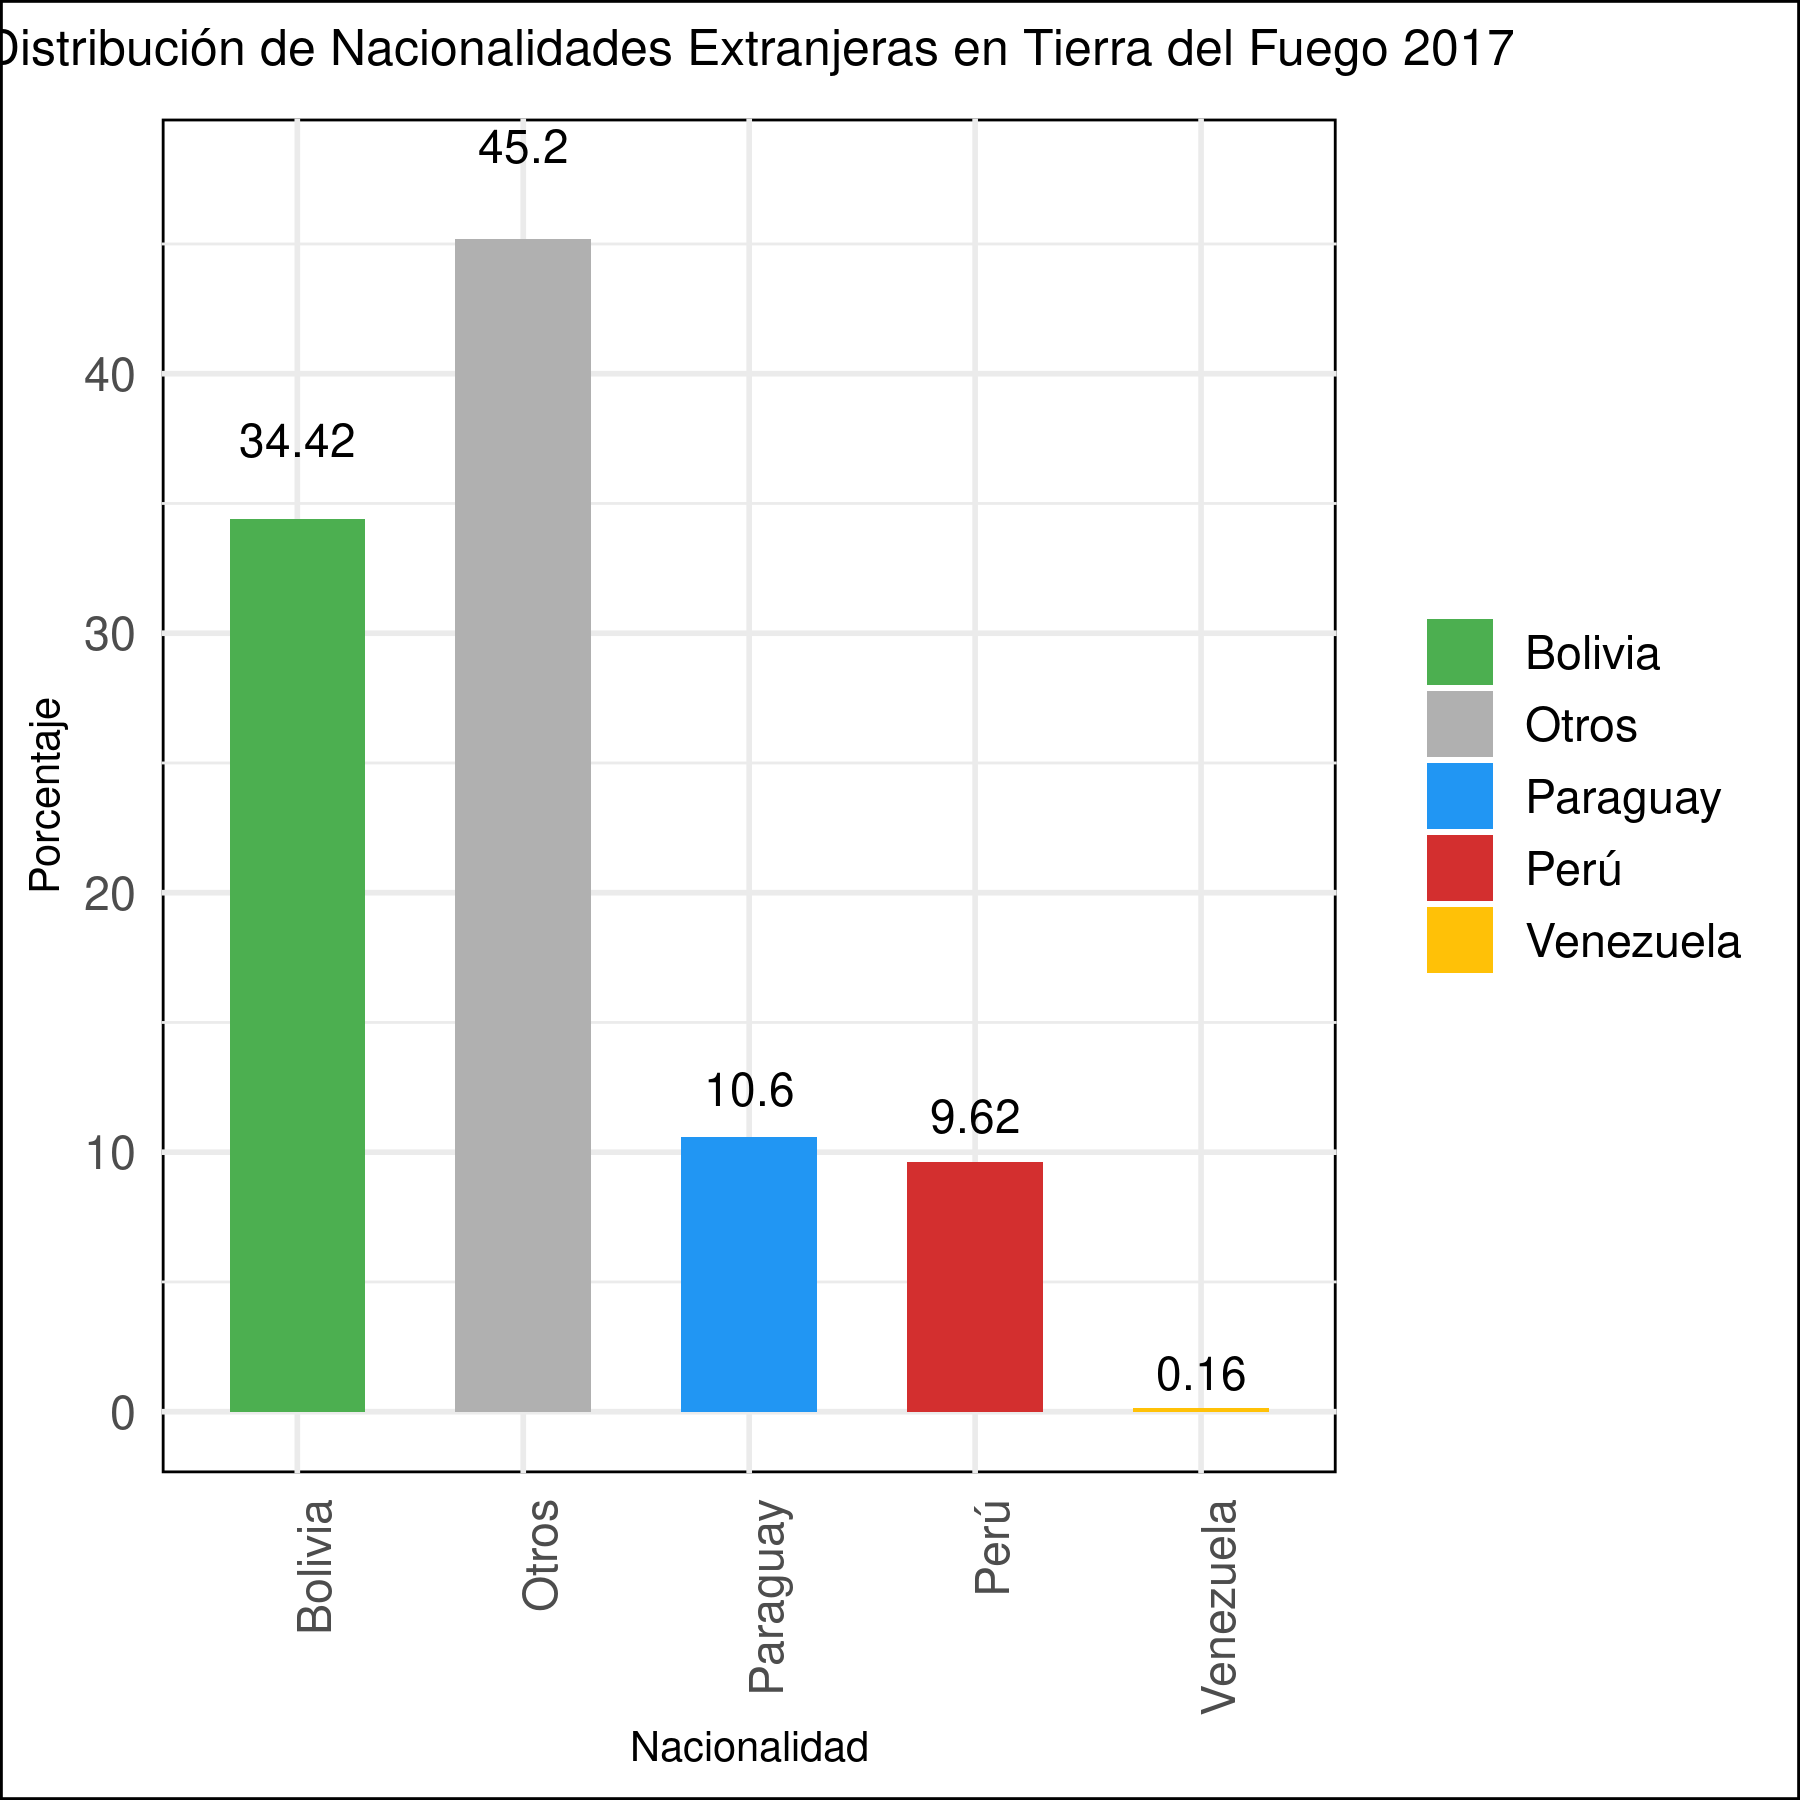 Distribución de Nacionalidades Extranjeras en Tierra del Fuego 2017
45.2
40
34.42
30
20
10.6
9.62
10
0.16
0
Porcentaje
Bolivia
Otros
Paraguay
Perú
Venezuela
Nacionalidad
Bolivia
Otros
Paraguay
Perú
Venezuela